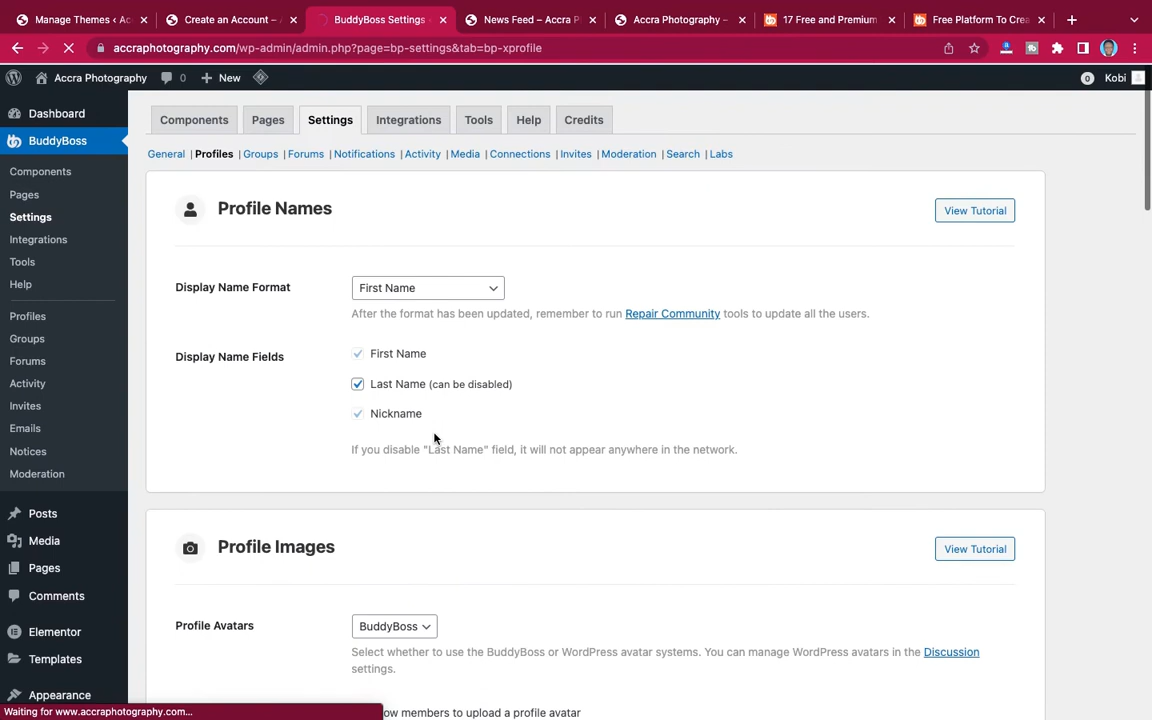 Manage Themes ‹ Ac
Create an Account –
BuddyBoss Settings ‹
News Feed – Accra P
Accra Photography –
17 Free and Premium
Free Platform To Crea
accraphotography.com/wp-admin/admin.php?page=bp-settings&tab=bp-xprofile
Accra Photography
0
New
0
Kobi
Dashboard
BuddyBoss
Components
Pages
Settings
Integrations
Tools
Help
Profiles
Groups
Forums
Activity
Invites
Emails
Notices
Moderation
Posts
Media
Pages
Comments
Elementor
Templates
Appearance
Components
Pages
Settings
Integrations
Tools
Help
Credits
General | Profiles | Groups | Forums | Notifications | Activity | Media | Connections | Invites | Moderation | Search | Labs
Profile Names
View Tutorial
Display Name Format
First Name
After the format has been updated, remember to run Repair Community tools to update all the users.
Display Name Fields
First Name
Last Name (can be disabled)
Nickname
If you disable "Last Name" field, it will not appear anywhere in the network.
Profile Images
View Tutorial
Profile Avatars
BuddyBoss
Select whether to use the BuddyBoss or WordPress avatar systems. You can manage WordPress avatars in the Discussion
settings.
ow members to upload a profile avatar
Waiting for www.accraphotography.com...